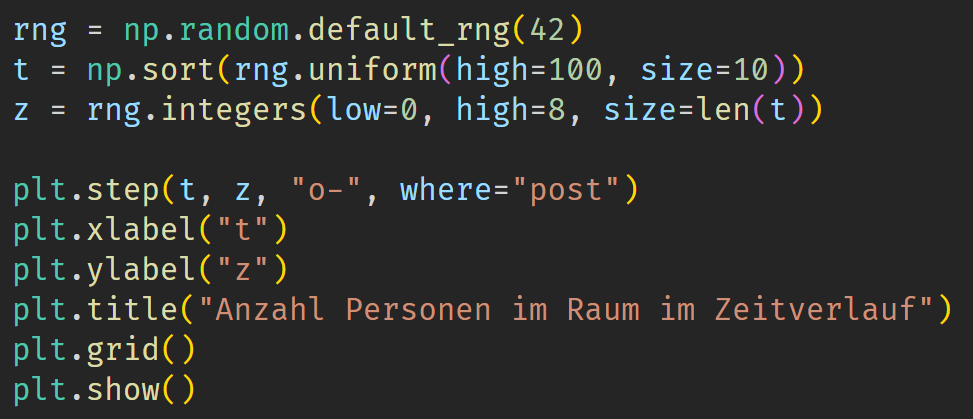 rng = np.random.default_rng(42)
t = np.sort(rng.uniform(high=100, size=10))
z = rng.integers(low=0, high=8, size=len(t))

plt.step(t, z, "o-", where="post")
plt.xlabel("t")
plt.ylabel("z")
plt.title("Anzahl Personen im Raum im Zeitverlauf")
plt.grid()
plt.show()